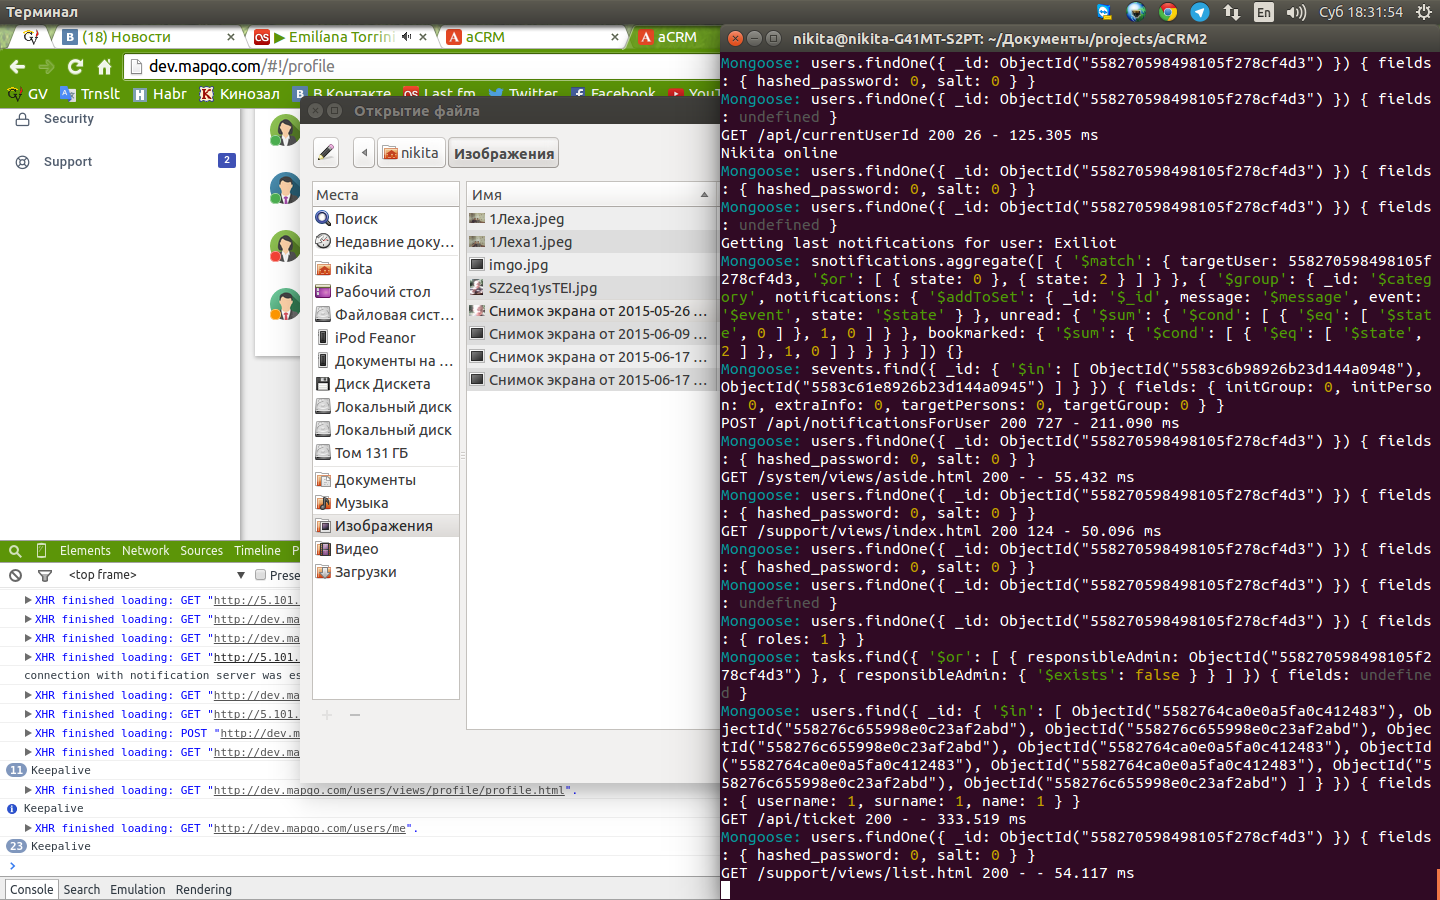 Терминал
En
Суб 18:31:54
(18) Новости
▶ Emiliana Torrini
aCRM
aCRM
dev.mapqo.com/#!/profile
GV
Trnslt
Habr
Кинозал
В Контакте
Last.fm
Twitter
Facebook
YouT
Security
Support
2
Открытие файла
nikita
Изображения
Места
Поиск
Недавние доку...
nikita
Рабочий стол
Файловая сист...
iPod Feanor
Документы на ...
Диск Дискета
Локальный диск
Локальный диск
Том 131 ГБ
Документы
Музыка
Изображения
Видео
Загрузки
Имя
1Леха.jpeg
1Леха1.jpeg
imgo.jpg
SZ2eq1ysTEI.jpg
Снимок экрана от 2015-05-26 ...
Снимок экрана от 2015-06-09 ...
Снимок экрана от 2015-06-17 ...
Снимок экрана от 2015-06-17 ...
Elements Network Sources Timeline P
<top frame>
Prese
XHR finished loading: GET "http://5.101.
XHR finished loading: GET "http://dev.ma
XHR finished loading: GET "http://dev.ma
XHR finished loading: GET "http://5.101.
connection with notification server was es
XHR finished loading: GET "http://dev.ma
XHR finished loading: GET "http://5.101.
XHR finished loading: POST "http://dev.m
XHR finished loading: GET "http://dev.ma
11 Keepalive
XHR finished loading: GET "http://dev.mapqo.com/users/views/profile/profile.html".
Keepalive
XHR finished loading: GET "http://dev.mapqo.com/users/me".
23 Keepalive
>
Console Search Emulation Rendering
nikita@nikita-G41MT-S2PT: ~/Документы/projects/aCRM2
Mongoose: users.findOne({ _id: ObjectId("558270598498105f278cf4d3") }) { fields
: { hashed_password: 0, salt: 0 } }
Mongoose: users.findOne({ _id: ObjectId("558270598498105f278cf4d3") }) { fields
: undefined }
GET /api/currentUserId 200 26 - 125.305 ms
Nikita online
Mongoose: users.findOne({ _id: ObjectId("558270598498105f278cf4d3") }) { fields
: { hashed_password: 0, salt: 0 } }
Mongoose: users.findOne({ _id: ObjectId("558270598498105f278cf4d3") }) { fields
: undefined }
Getting last notifications for user: Exiliot
Mongoose: snotifications.aggregate([ { '$match': { targetUser: 558270598498105f
278cf4d3, '$or': [ { state: 0 }, { state: 2 } ] } }, { '$group': { _id: '$categ
ory', notifications: { '$addToSet': { _id: '$_id', message: '$message', event:
'$event', state: '$state' } }, unread: { '$sum': { '$cond': [ { '$eq': [ '$stat
e', 0 ] }, 1, 0 ] } }, bookmarked: { '$sum': { '$cond': [ { '$eq': [ '$state',
2 ] }, 1, 0 ] } } } } ]) {}
Mongoose: sevents.find({ _id: { '$in': [ ObjectId("5583c6b98926b23d144a0948"),
ObjectId("5583c61e8926b23d144a0945") ] } }) { fields: { initGroup: 0, initPerso
n: 0, extraInfo: 0, targetPersons: 0, targetGroup: 0 } }
POST /api/notificationsForUser 200 727 - 211.090 ms
Mongoose: users.findOne({ _id: ObjectId("558270598498105f278cf4d3") }) { fields
: { hashed_password: 0, salt: 0 } }
GET /system/views/aside.html 200 - - 55.432 ms
Mongoose: users.findOne({ _id: ObjectId("558270598498105f278cf4d3") }) { fields
: { hashed_password: 0, salt: 0 } }
GET /support/views/index.html 200 124 - 50.096 ms
Mongoose: users.findOne({ _id: ObjectId("558270598498105f278cf4d3") }) { fields
: { hashed_password: 0, salt: 0 } }
Mongoose: users.findOne({ _id: ObjectId("558270598498105f278cf4d3") }) { fields
: undefined }
Mongoose: users.findOne({ _id: ObjectId("558270598498105f278cf4d3") }) { fields
: { roles: 1 } }
Mongoose: tasks.find({ '$or': [ { responsibleAdmin: ObjectId("558270598498105f2
78cf4d3") }, { responsibleAdmin: { '$exists': false } } ] }) { fields: undefine
d }
Mongoose: users.find({ _id: { '$in': [ ObjectId("5582764ca0e0a5fa0c412483"), Ob
jectId("558276c655998e0c23af2abd"), ObjectId("558276c655998e0c23af2abd"), Objec
tId("558276c655998e0c23af2abd"), ObjectId("5582764ca0e0a5fa0c412483"), ObjectId
("5582764ca0e0a5fa0c412483"), ObjectId("5582764ca0e0a5fa0c412483"), ObjectId("5
58276c655998e0c23af2abd"), ObjectId("558276c655998e0c23af2abd") ] } }) { fields
: { username: 1, surname: 1, name: 1 } }
GET /api/ticket 200 - - 333.519 ms
Mongoose: users.findOne({ _id: ObjectId("558270598498105f278cf4d3") }) { fields
: { hashed_password: 0, salt: 0 } }
GET /support/views/list.html 200 - - 54.117 ms